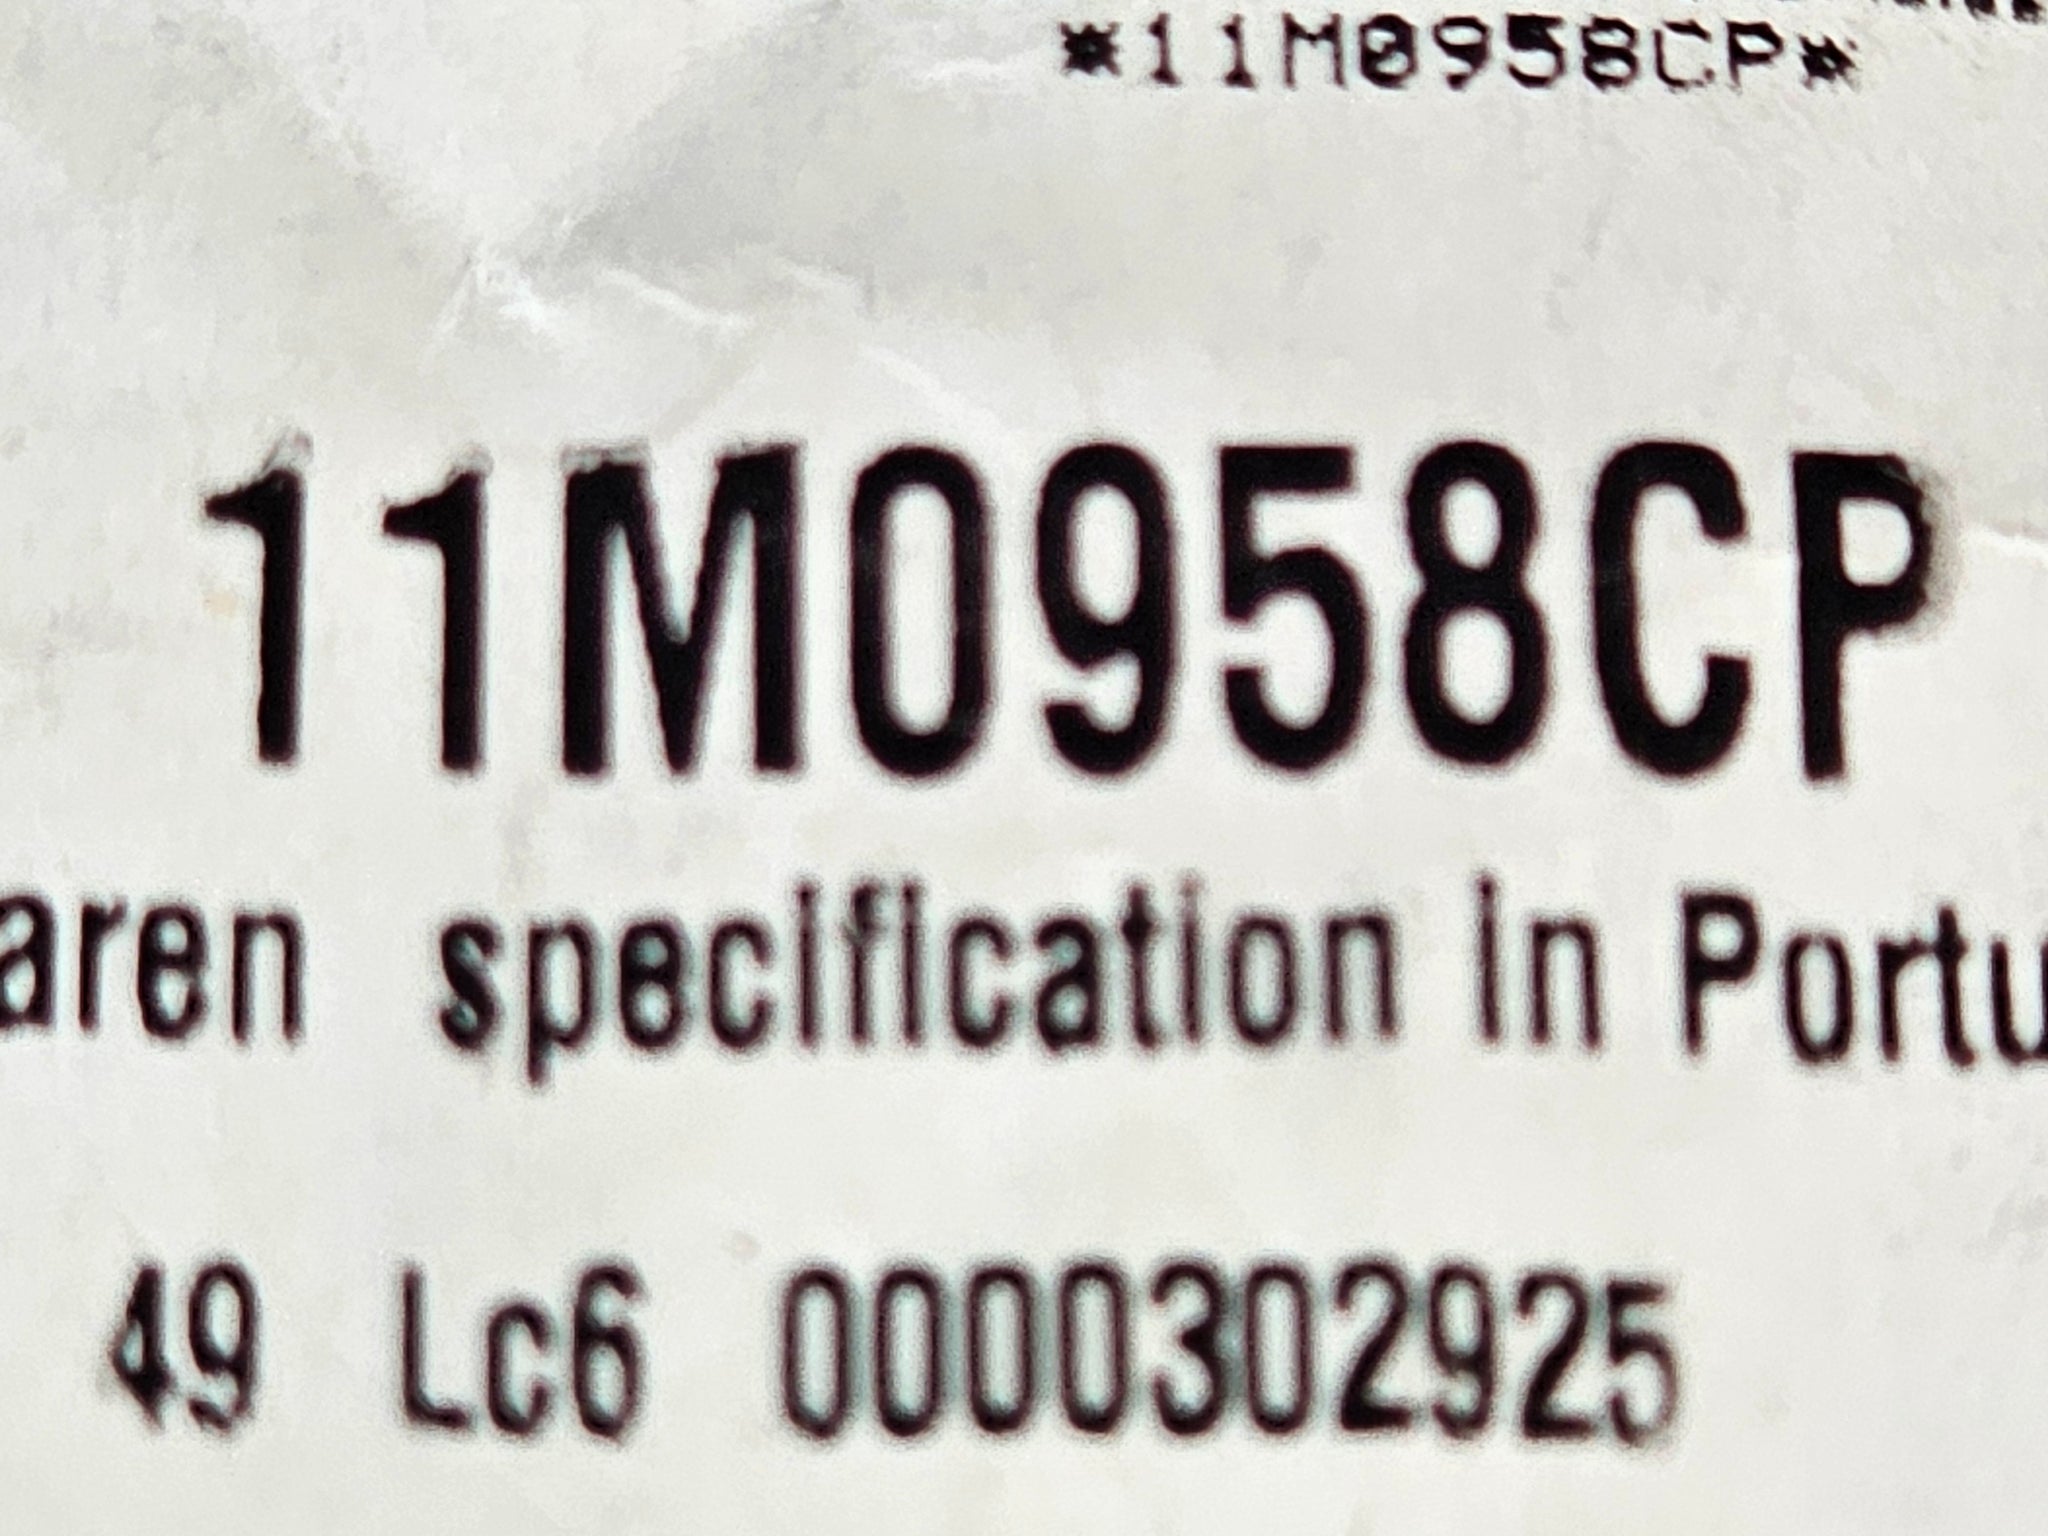 *11M0958CP*
11M0958CP
aren specification in Portu
49 Lc6 0000302925